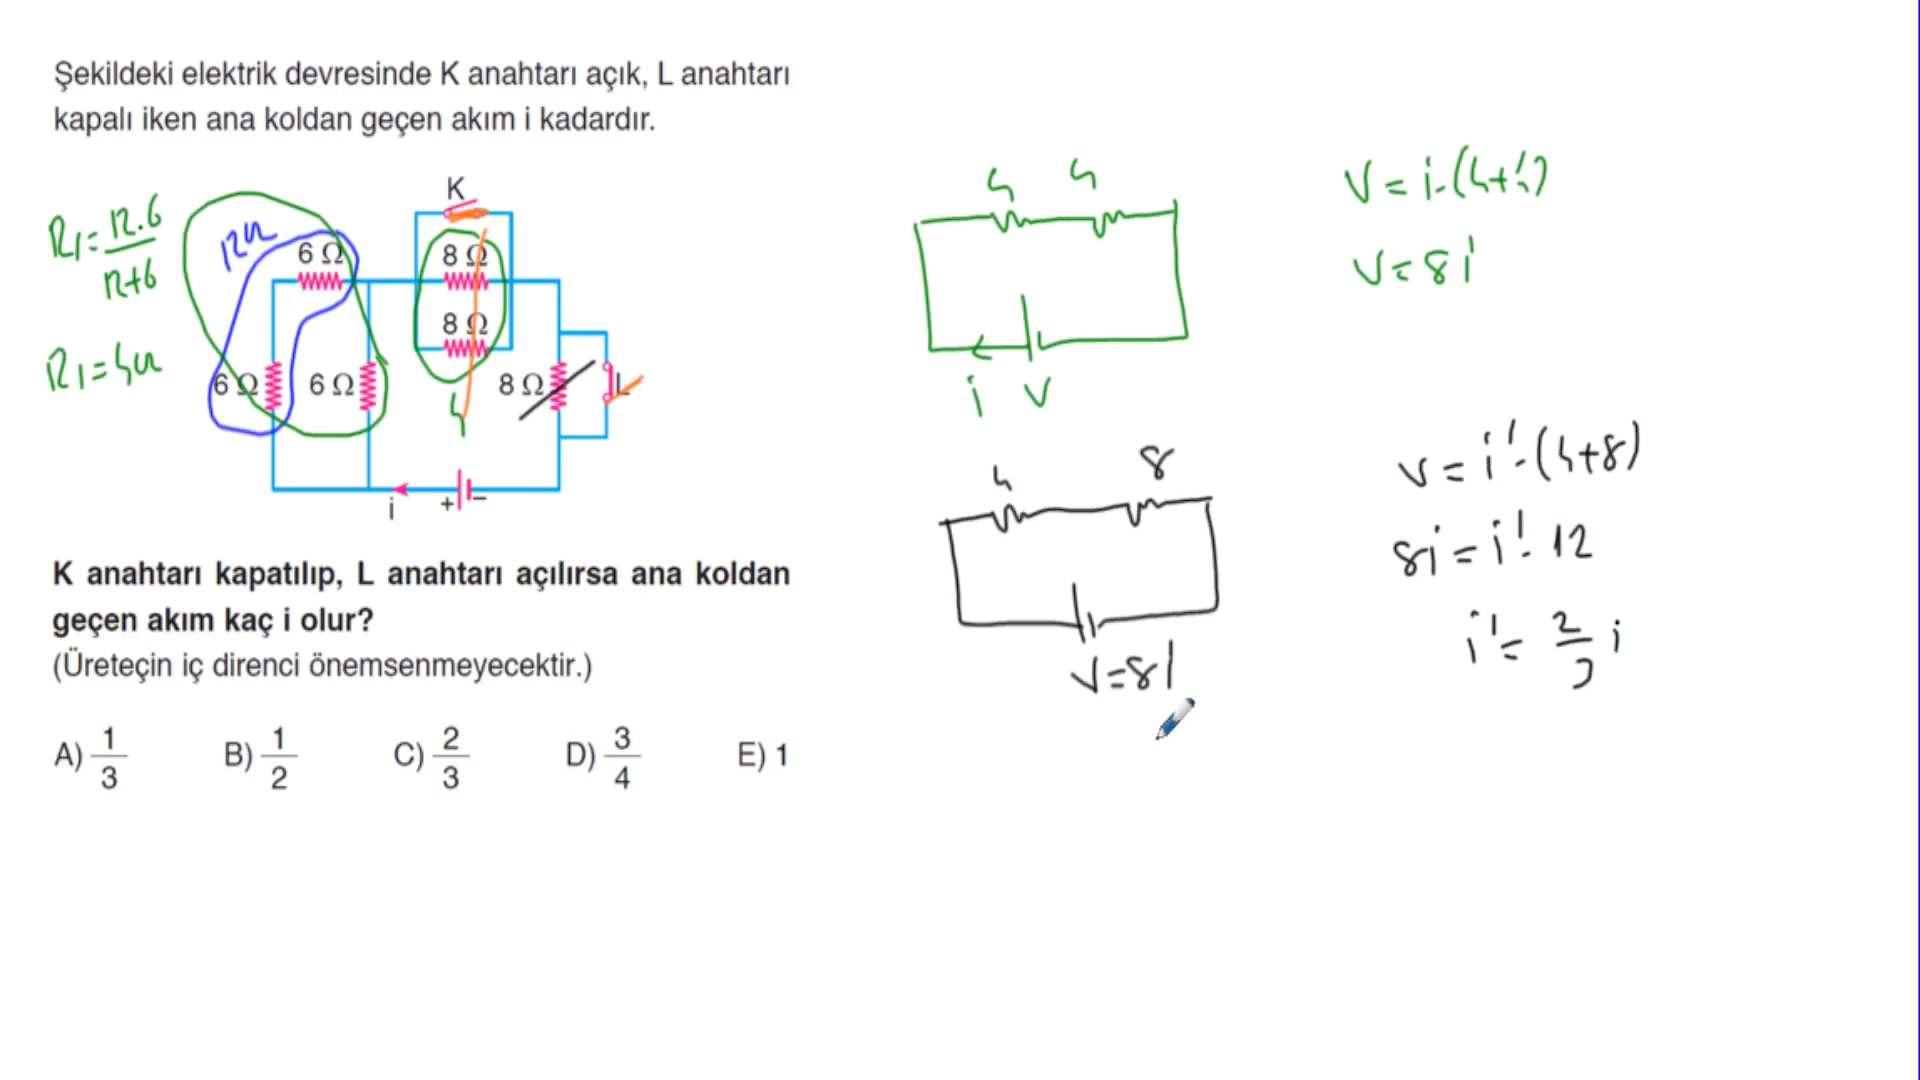 Şekildeki elektrik devresinde K anahtarı açık, L anahtarı
kapalı iken ana koldan geçen akım i kadardır.
R1 = 12.6
12+6
R1 = 4Ω
12Ω
K
6 Ω
8 Ω
8 Ω
6 Ω
6 Ω
8 Ω
L
4
i
+
−
K anahtarı kapatılıp, L anahtarı açılırsa ana koldan
geçen akım kaç i olur?
(Üreteçin iç direnci önemsenmeyecektir.)
A) 1/3 B) 1/2 C) 2/3 D) 3/4 E) 1
4 4
i V
V = i.(4+4)
V = 8i
4 8
V = 8i
V = i'.(4+8)
8i = i'. 12
i' = 2/3 i